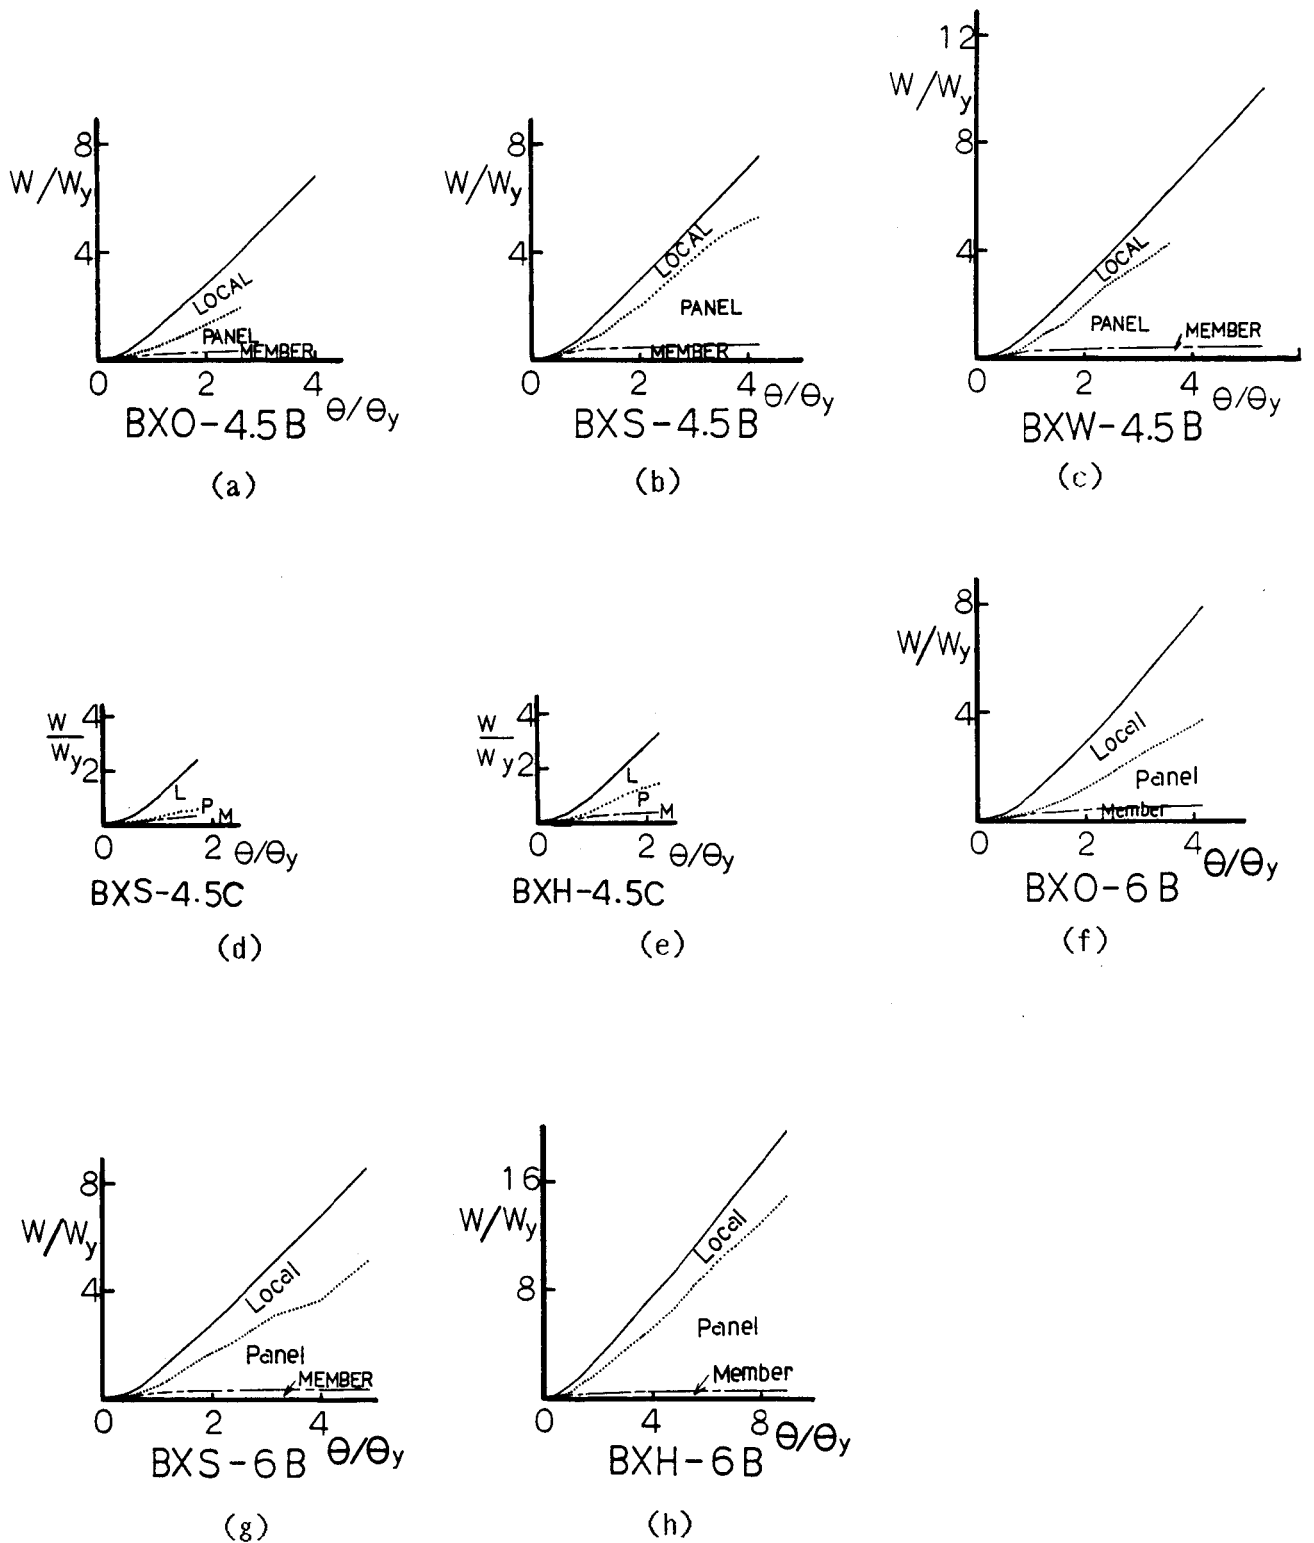 8
W/Wy
4
LOCAL
PANEL
MEMBER
0 2 4 θ/θy
BXO-4.5B
(a)
8
W/Wy
4
LOCAL
PANEL
MEMBER
0 2 4 θ/θy
BXS-4.5B
(b)
12
W/Wy
8
4
LOCAL
PANEL
MEMBER
0 2 4 θ/θy
BXW-4.5B
(c)
4
W
Wy
2
L
P
M
0 2 θ/θy
BXS-4.5C
(d)
4
W
Wy
2
L
P
M
0 2 θ/θy
BXH-4.5C
(e)
8
W/Wy
4
Local
Panel
Member
0 2 4 θ/θy
BXO-6B
(f)
8
W/Wy
4
Local
Panel
MEMBER
0 2 4 θ/θy
BXS-6B
(g)
16
W/Wy
8
Local
Panel
Member
0 4 8 θ/θy
BXH-6B
(h)